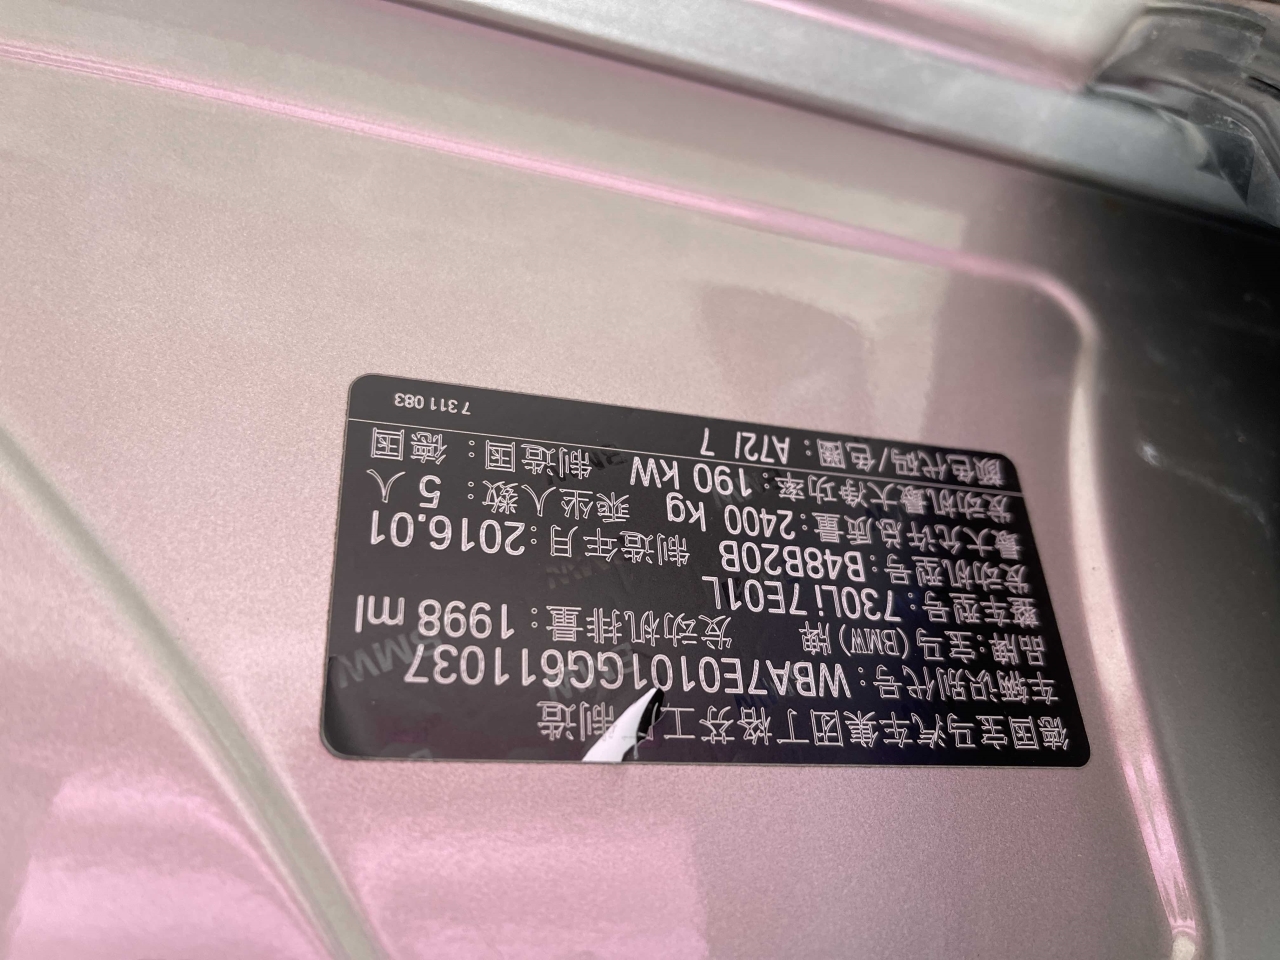 德国宝马汽车集团丁格芬工厂 制造
车辆识别代号：WBA7E0101GG611037
品牌：宝马(BMW)牌 发动机排量：1998 ml
整车型号：730Li 7E01L
发动机型号：B48B20B 制造年月：2016.01
最大允许总质量：2400 kg 乘坐人数：5 人
发动机最大净功率：190 kW 制造国：德国
颜色代码/色圖：A72I 7
7 311 083